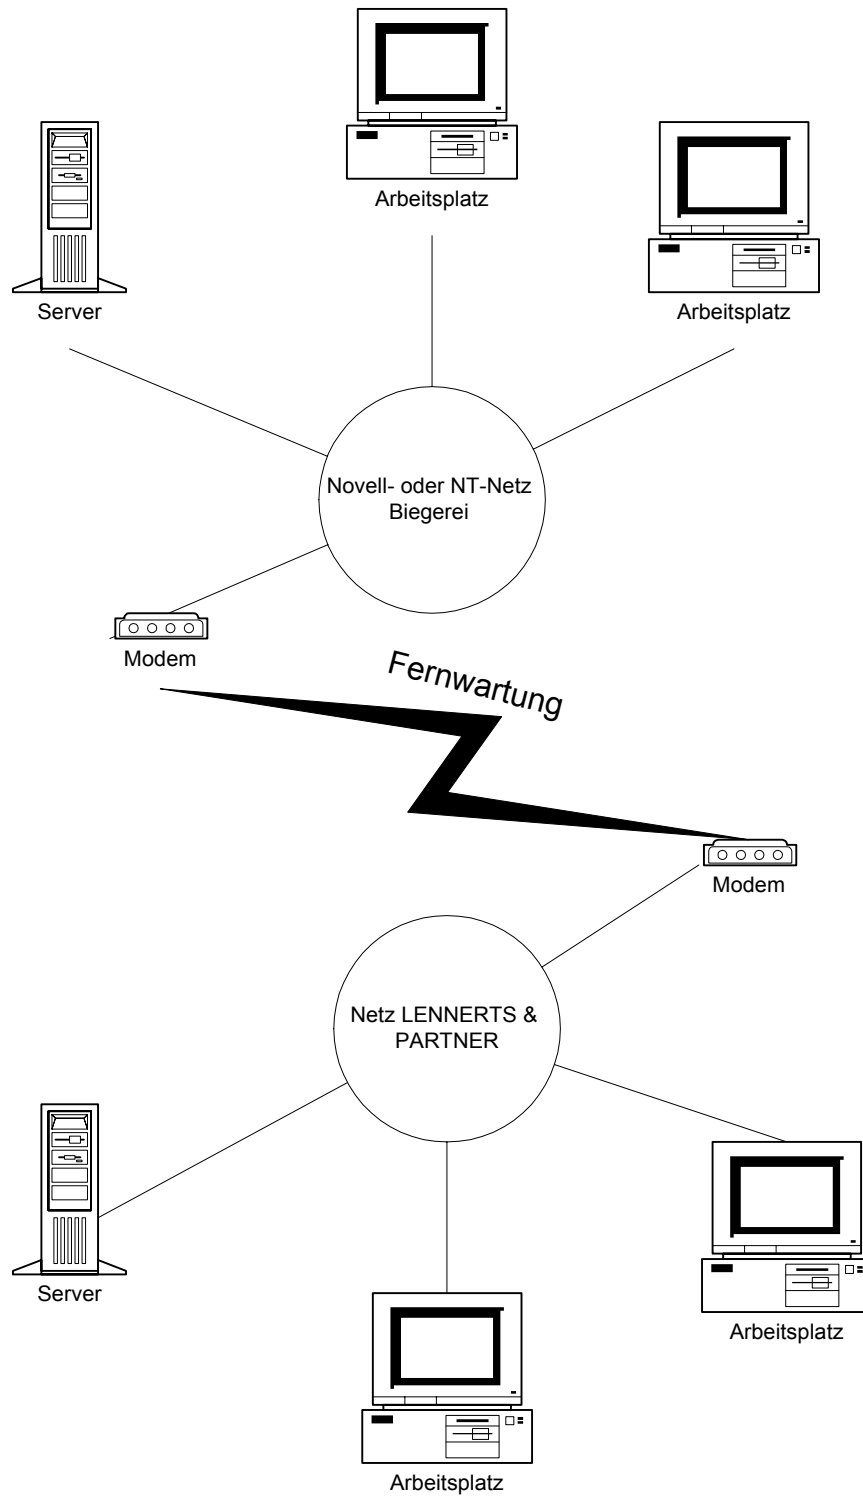 Arbeitsplatz
Server
Arbeitsplatz
Novell- oder NT-Netz
Biegerei
Modem
Fernwartung
Modem
Netz LENNERTS &
PARTNER
Server
Arbeitsplatz
Arbeitsplatz